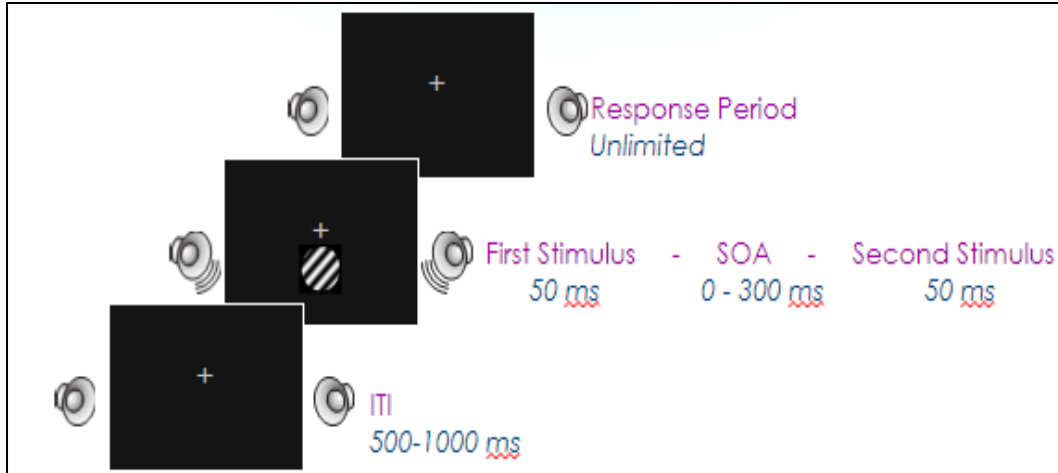 Response Period
Unlimited
First Stimulus - SOA - Second Stimulus
50 ms 0 - 300 ms 50 ms
ITI
500-1000 ms